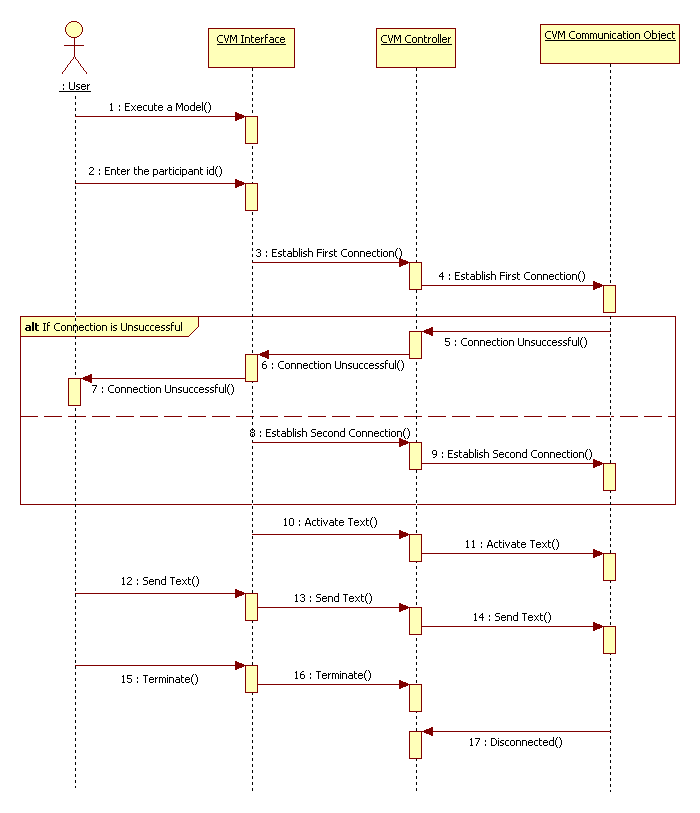 CVM Interface
CVM Controller
CVM Communication Object
: User
1 : Execute a Model()
2 : Enter the participant id()
3 : Establish First Connection()
4 : Establish First Connection()
alt If Connection is Unsuccessful
5 : Connection Unsuccessful()
6 : Connection Unsuccessful()
7 : Connection Unsuccessful()
8 : Establish Second Connection()
9 : Establish Second Connection()
10 : Activate Text()
11 : Activate Text()
12 : Send Text()
13 : Send Text()
14 : Send Text()
15 : Terminate()
16 : Terminate()
17 : Disconnected()